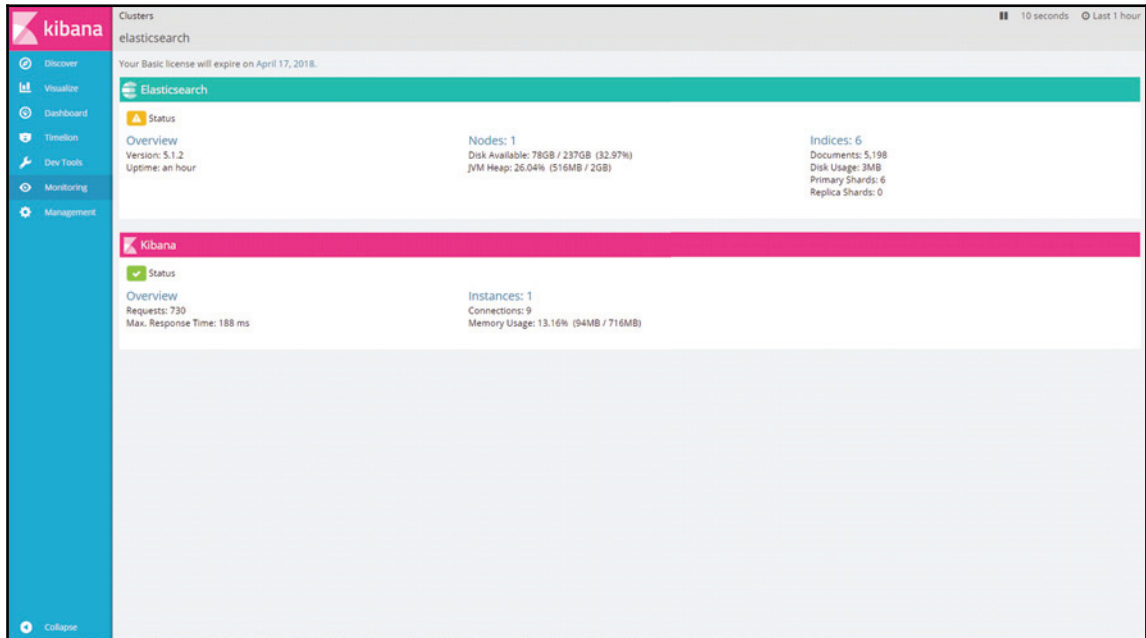 kibana
Discover
Visualize
Dashboard
Timelion
Dev Tools
Monitoring
Management
Collapse
Clusters
10 seconds Last 1 hour
elasticsearch
Your Basic license will expire on April 17, 2018.
Elasticsearch
Status
Overview
Version: 5.1.2
Uptime: an hour
Nodes: 1
Disk Available: 78GB / 237GB (32.97%)
JVM Heap: 26.04% (516MB / 2GB)
Indices: 6
Documents: 5,198
Disk Usage: 3MB
Primary Shards: 6
Replica Shards: 0
Kibana
Status
Overview
Requests: 730
Max. Response Time: 188 ms
Instances: 1
Connections: 9
Memory Usage: 13.16% (94MB / 716MB)